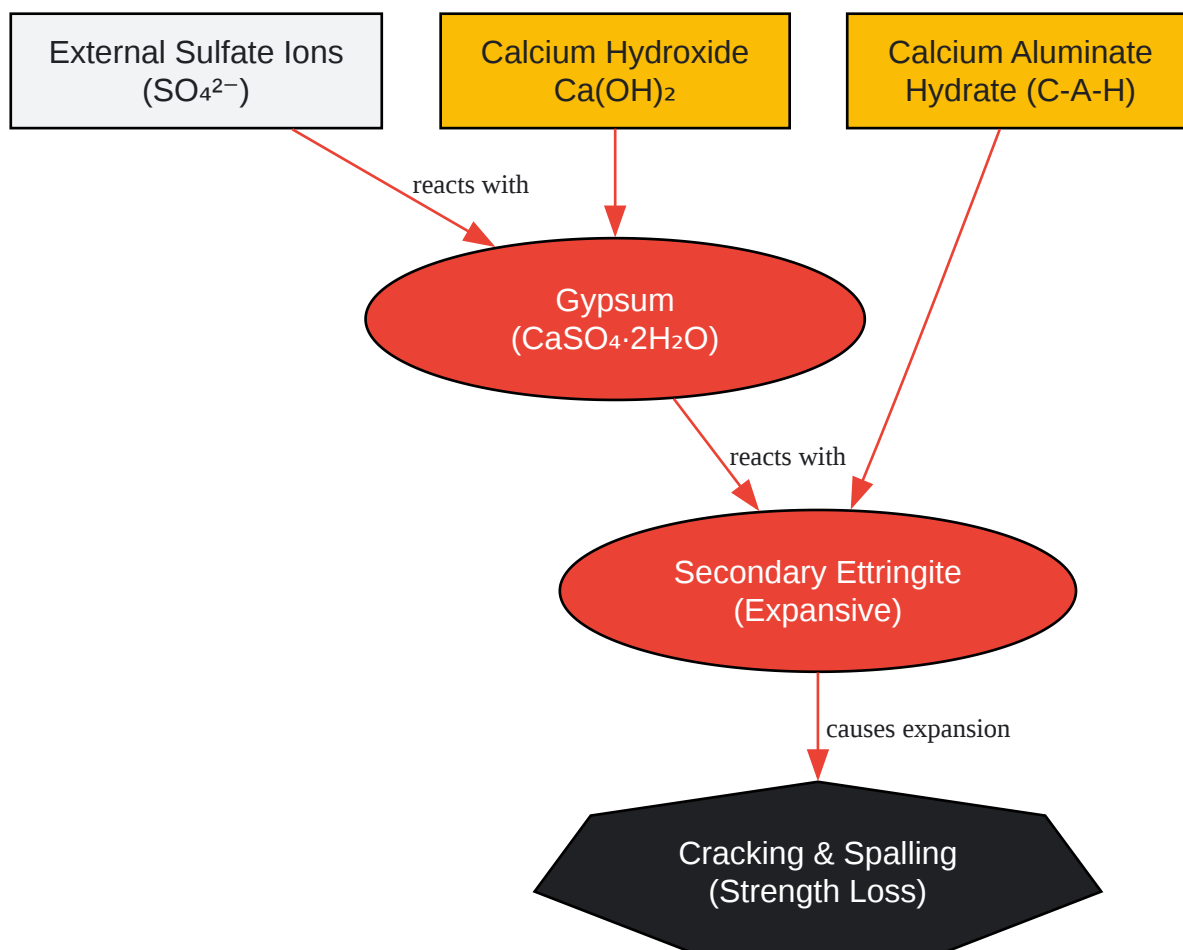 External Sulfate Ions
(SO₄²⁻)
Calcium Hydroxide
Ca(OH)₂
Calcium Aluminate
Hydrate (C-A-H)
reacts with
Gypsum
(CaSO₄·2H₂O)
reacts with
Secondary Ettringite
(Expansive)
causes expansion
Cracking & Spalling
(Strength Loss)